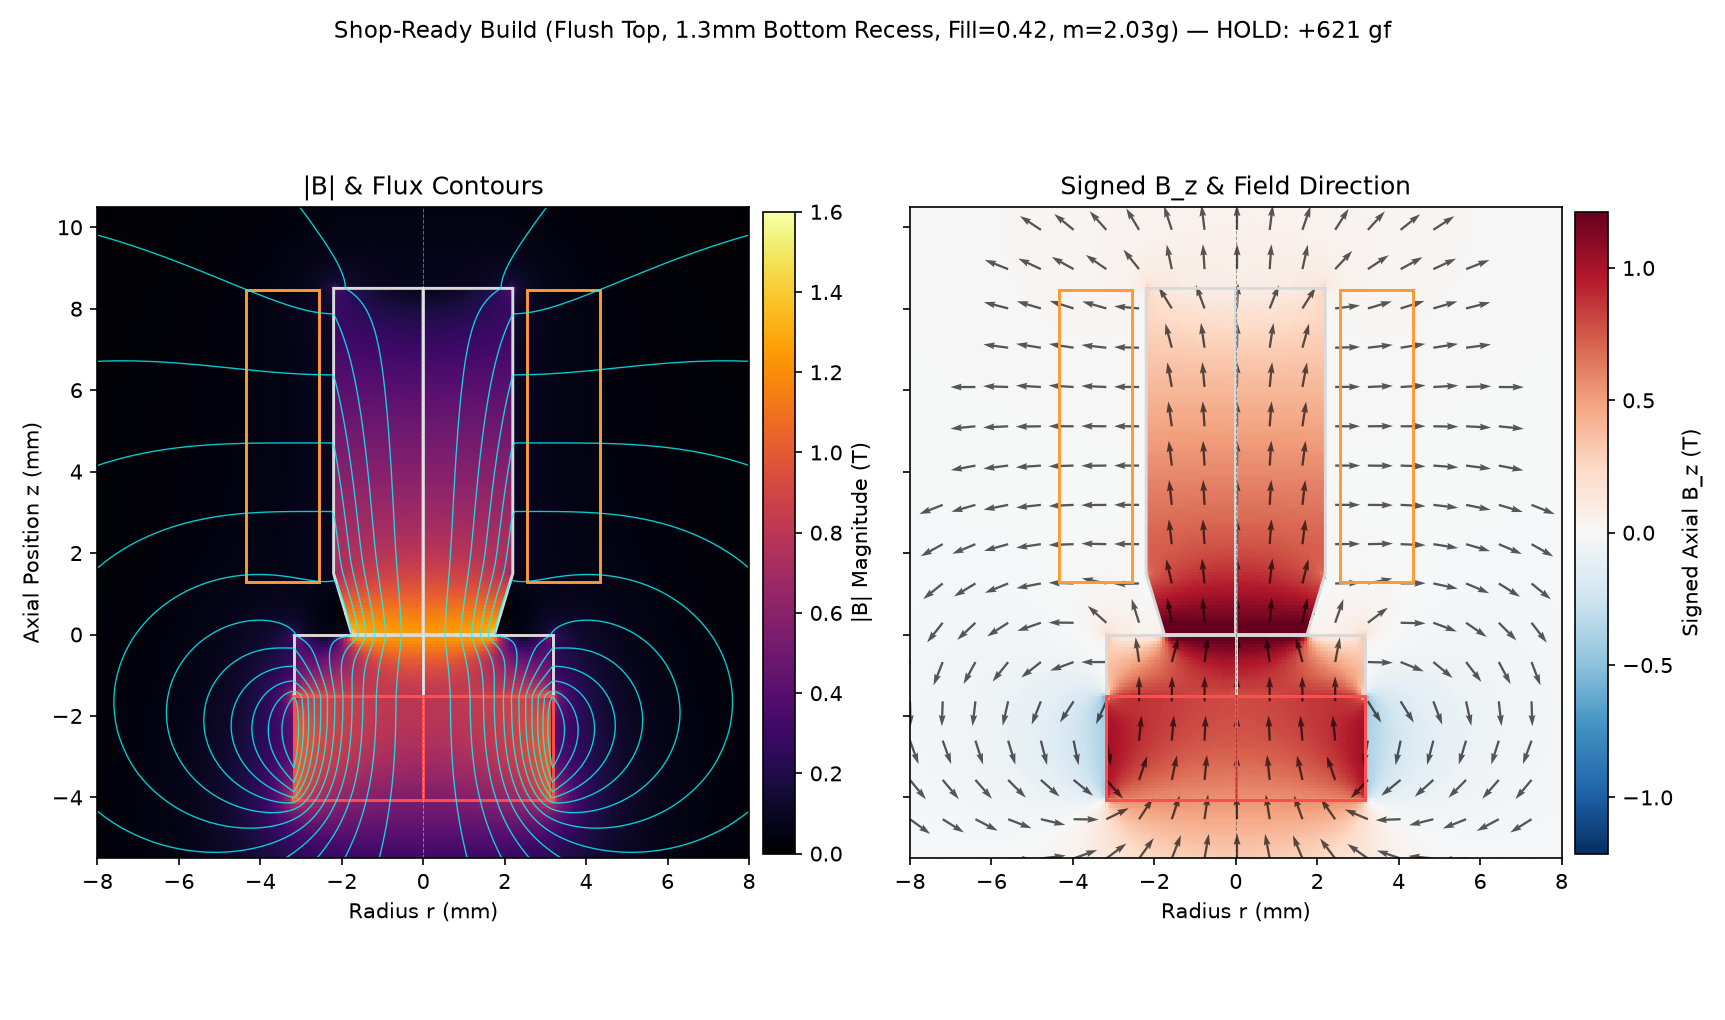 Shop-Ready Build (Flush Top, 1.3mm Bottom Recess, Fill=0.42, m=2.03g) — HOLD: +621 gf
|B| & Flux Contours
10
8
6
4
2
0
−2
−4
Axial Position z (mm)
−8 −6 −4 −2 0 2 4 6 8
Radius r (mm)
1.6
1.4
1.2
1.0
0.8
0.6
0.4
0.2
0.0
|B| Magnitude (T)
Signed B_z & Field Direction
−8 −6 −4 −2 0 2 4 6 8
Radius r (mm)
1.0
0.5
0.0
−0.5
−1.0
Signed Axial B_z (T)